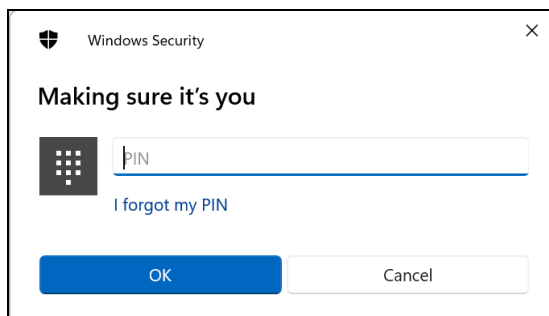 Windows Security
Making sure it's you
PIN
I forgot my PIN
OK
Cancel